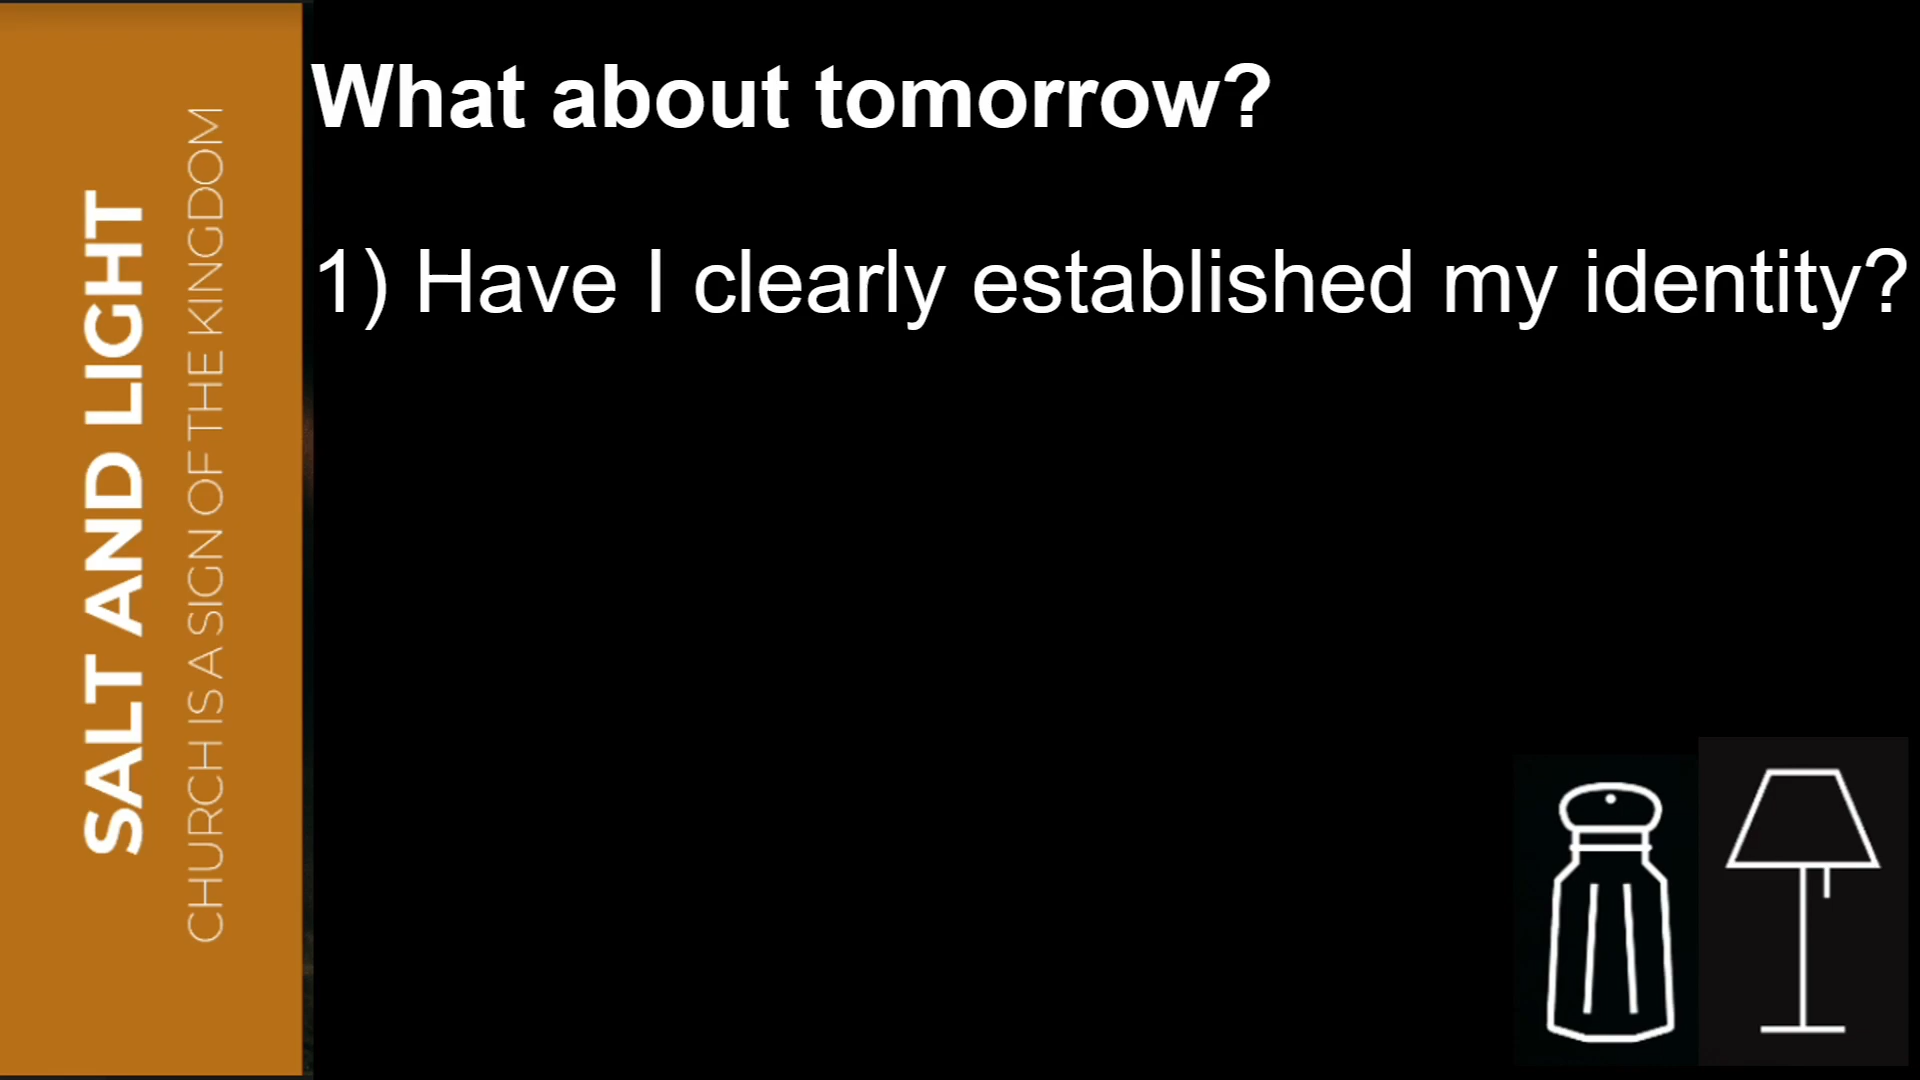 SALT AND LIGHT
CHURCH IS A SIGN OF THE KINGDOM
What about tomorrow?
1) Have I clearly established my identity?